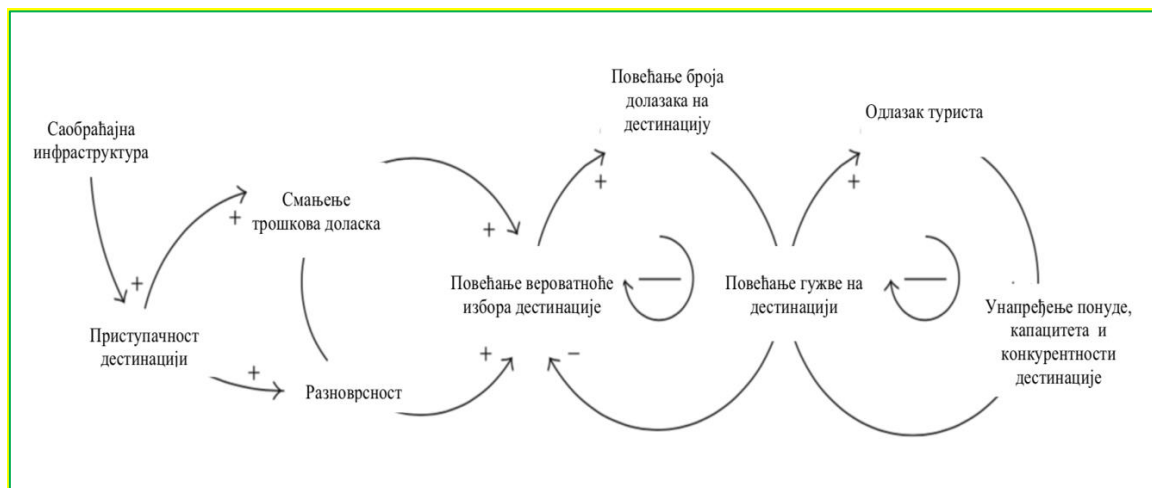 Саобраћајна
инфраструктура
Приступачност
дестинацији
Смањење
трошкова доласка
Разноврсност
Повећање вероватноће
избора дестинације
Повећање броја
долазака на
дестинацију
Повећање гужве на
дестинацији
Одлазак туриста
Унапређење понуде,
капацитета и
конкурентности
дестинације